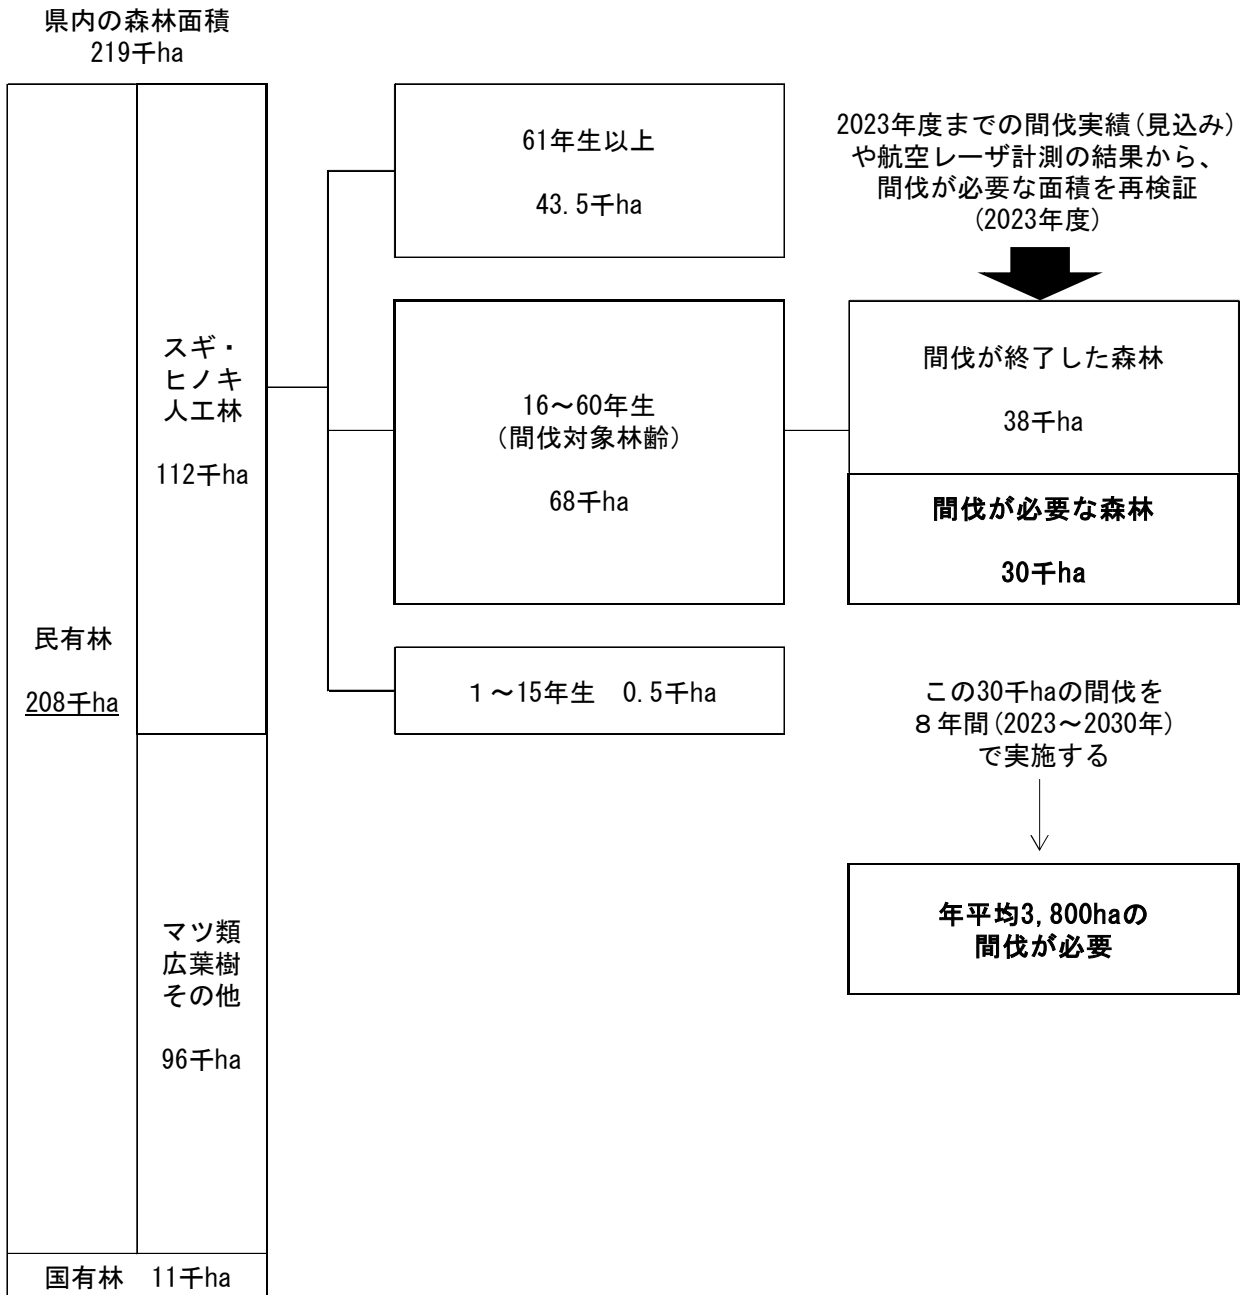 県内の森林面積
219千ha
民有林
208千ha
スギ・
ヒノキ
人工林
112千ha
マツ類
広葉樹
その他
96千ha
国有林　11千ha
61年生以上
43.5千ha
16～60年生
(間伐対象林齢)
68千ha
１～15年生　0.5千ha
2023年度までの間伐実績(見込み)
や航空レーザ計測の結果から、
間伐が必要な面積を再検証
(2023年度)
間伐が終了した森林
38千ha
間伐が必要な森林
30千ha
この30千haの間伐を
８年間(2023～2030年)
で実施する
年平均3,800haの
間伐が必要